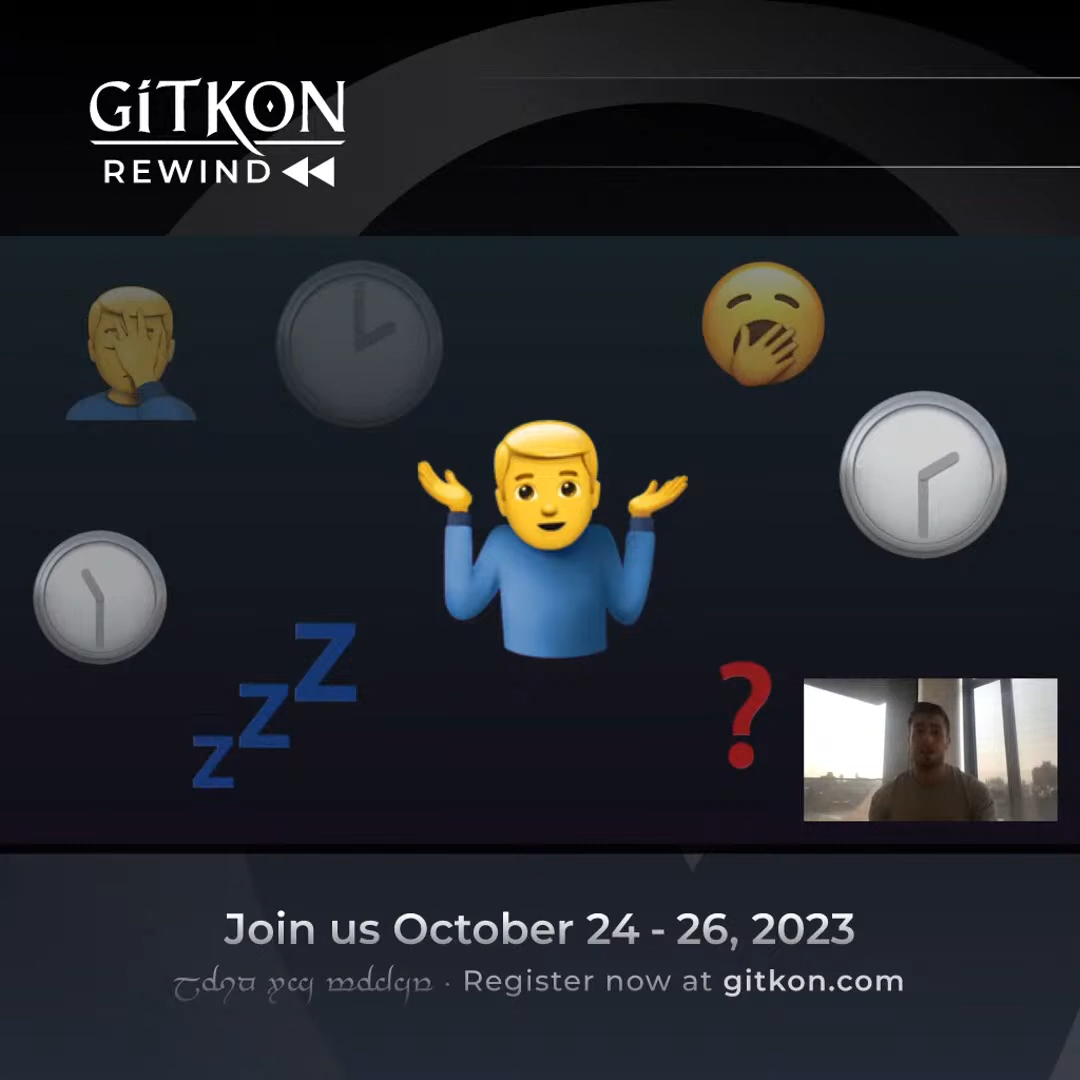 GiTKON
REWIND
z z Z
?
Join us October 24 - 26, 2023
· Register now at gitkon.com